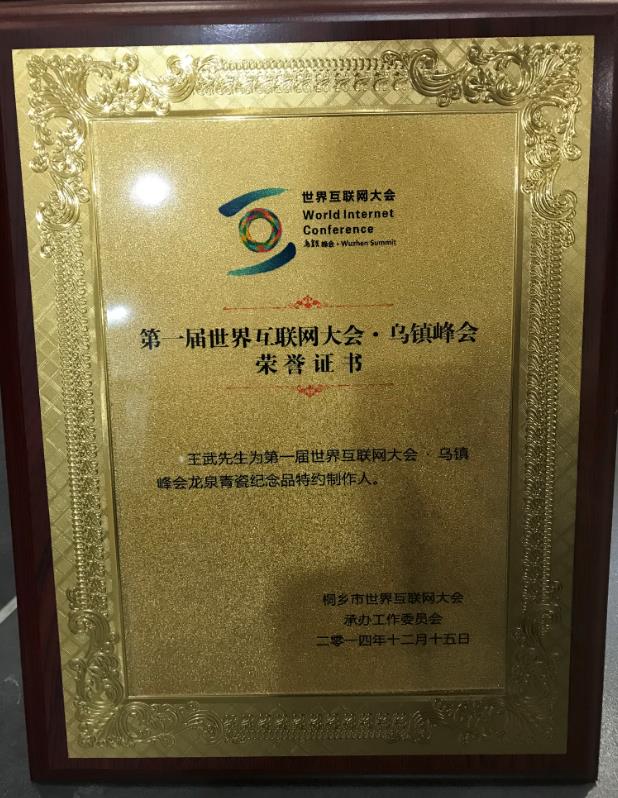 世界互联网大会
World Internet
Conference
乌镇峰会·Wuzhen Summit
第一届世界互联网大会·乌镇峰会
荣誉证书
王武先生为第一届世界互联网大会·乌镇
峰会龙泉青瓷纪念品特约制作人。
桐乡市世界互联网大会
承办工作委员会
二零一四年十二月十五日